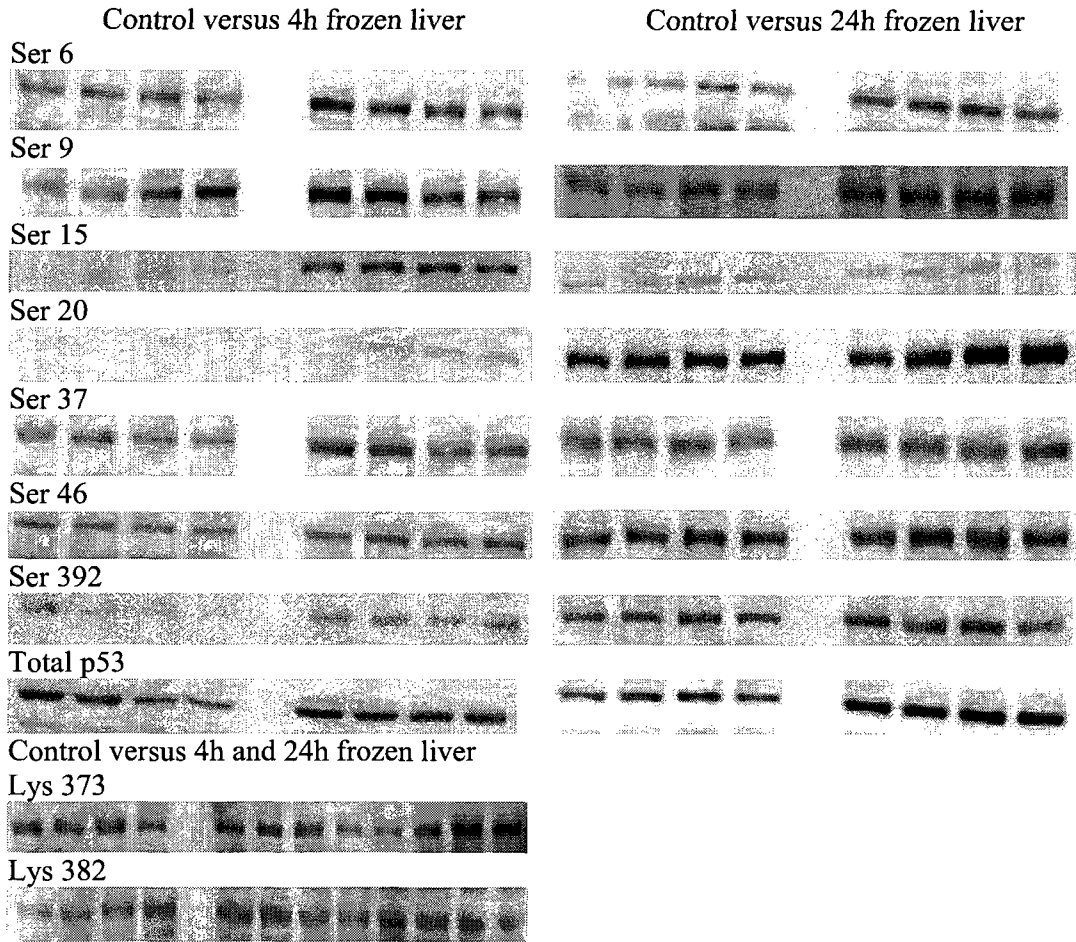 Control versus 4h frozen liver
Control versus 24h frozen liver
Ser 6
Ser 9
Ser 15
Ser 20
Ser 37
Ser 46
Ser 392
Total p53
Control versus 4h and 24h frozen liver
Lys 373
Lys 382